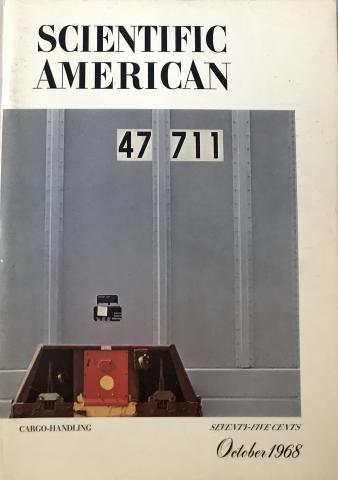 SCIENTIFIC
AMERICAN
47 711
CARGO-HANDLING
SEVENTY-FIVE CENTS
October 1968